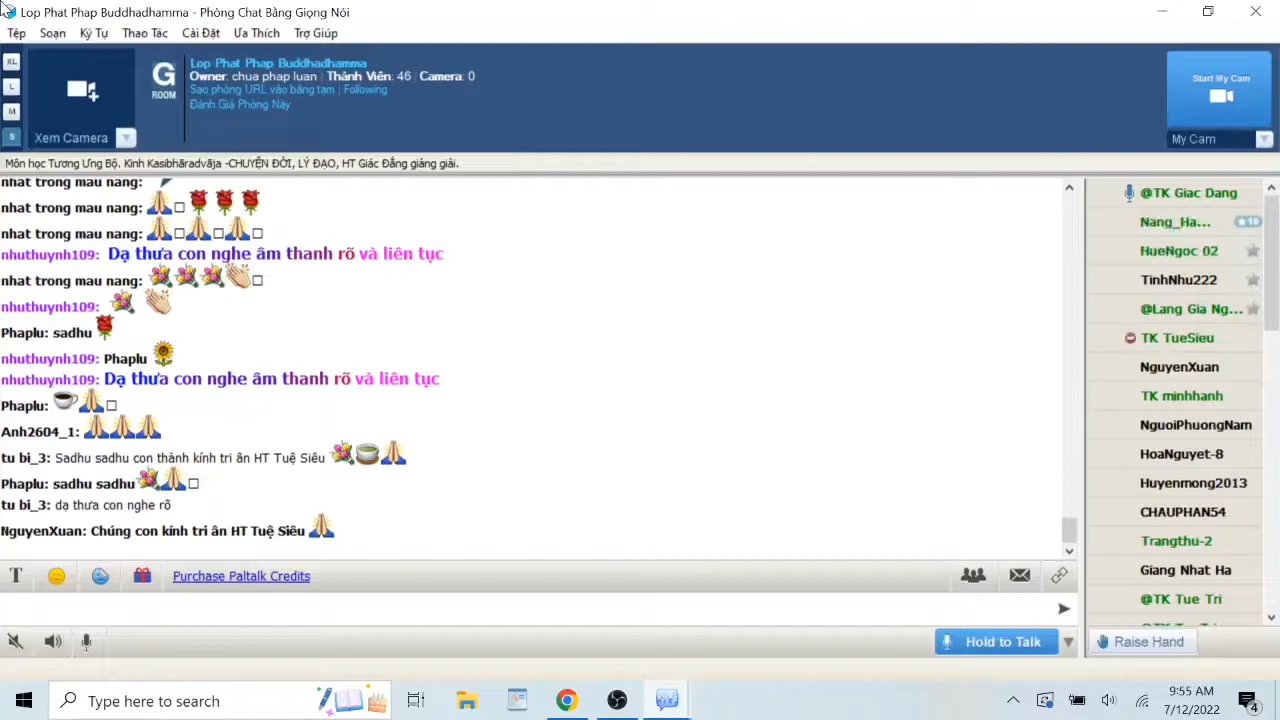 Lop Phat Phap Buddhadhamma - Phòng Chat Bằng Giọng Nói
Tệp Soạn Ký Tự Thao Tác Cài Đặt Ưa Thích Trợ Giúp
XL
L
M
S
Xem Camera
G
ROOM
Lop Phat Phap Buddhadhamma
Owner: chua phap luan | Thành Viên: 46 | Camera: 0
Sao phòng URL vào bảng tạm | Following
Đánh Giá Phòng Này
Start My Cam
My Cam
Môn học Tương Ưng Bộ. Kinh Kasibhāradvāja -CHUYỆN ĐỜI, LÝ ĐẠO, HT Giác Đẳng giảng giải.
nhat trong mau nang:
nhat trong mau nang:
nhat trong mau nang:
nhuthuynh109: Dạ thưa con nghe âm thanh rõ và liên tục
nhat trong mau nang:
nhuthuynh109:
Phaplu: sadhu
nhuthuynh109: Phaplu
nhuthuynh109: Dạ thưa con nghe âm thanh rõ và liên tục
Phaplu:
Anh2604_1:
tu bi_3: Sadhu sadhu con thành kính tri ân HT Tuệ Siêu
Phaplu: sadhu sadhu
tu bi_3: dạ thưa con nghe rõ
NguyenXuan: Chúng con kính tri ân HT Tuệ Siêu
@TK Giac Dang
Nang_Ha... 10
HueNgoc 02
TinhNhu222
@Lang Gia Ng...
TK TueSieu
NguyenXuan
TK minhhanh
NguoiPhuongNam
HoaNguyet-8
Huyenmong2013
CHAUPHAN54
Trangthu-2
Giang Nhat Ha
@TK Tue Tri
T Purchase Paltalk Credits
Hold to Talk
Raise Hand
Type here to search
9:55 AM
7/12/2022
4